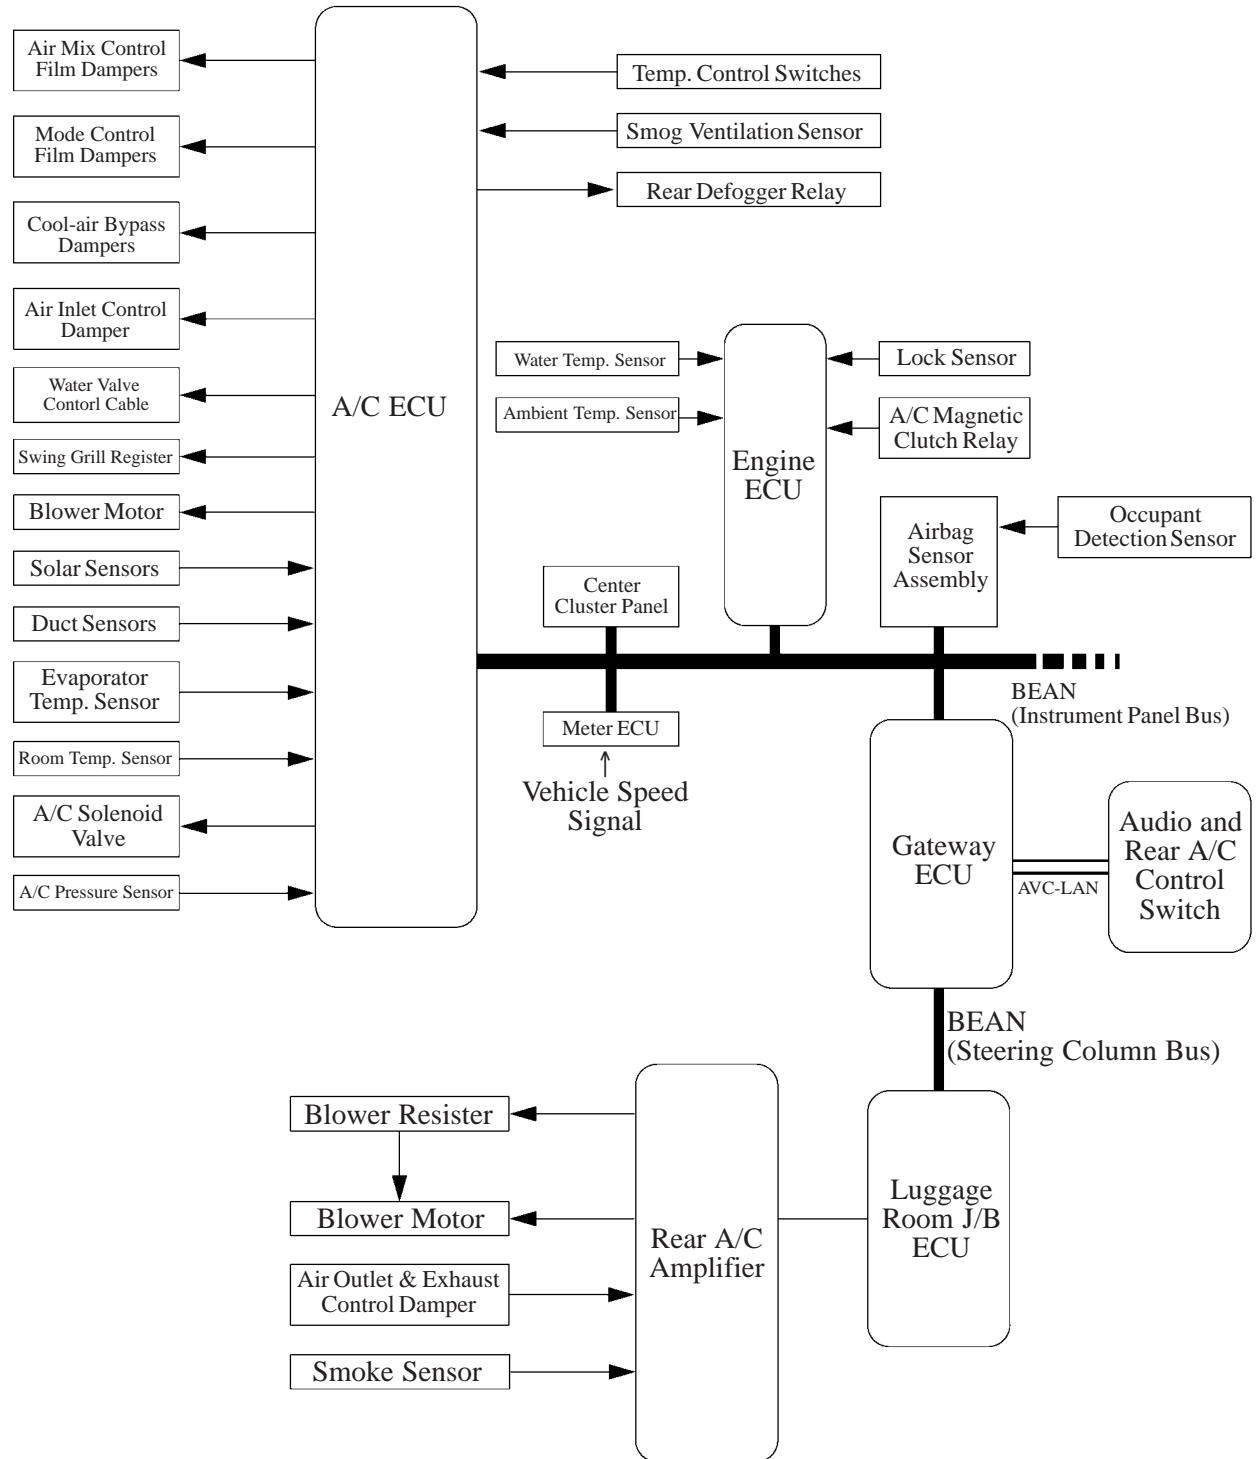 Air Mix Control
Film Dampers
Mode Control
Film Dampers
Cool-air Bypass
Dampers
Air Inlet Control
Damper
Water Valve
Contorl Cable
Swing Grill Register
Blower Motor
Solar Sensors
Duct Sensors
Evaporator
Temp. Sensor
Room Temp. Sensor
A/C Solenoid
Valve
A/C Pressure Sensor
A/C ECU
Temp. Control Switches
Smog Ventilation Sensor
Rear Defogger Relay
Water Temp. Sensor
Ambient Temp. Sensor
Engine
ECU
Lock Sensor
A/C Magnetic
Clutch Relay
Center
Cluster Panel
Airbag
Sensor
Assembly
Occupant
Detection Sensor
BEAN
(Instrument Panel Bus)
Meter ECU
Vehicle Speed
Signal
Gateway
ECU
AVC-LAN
Audio and
Rear A/C
Control
Switch
BEAN
(Steering Column Bus)
Blower Resister
Blower Motor
Air Outlet & Exhaust
Control Damper
Smoke Sensor
Rear A/C
Amplifier
Luggage
Room J/B
ECU